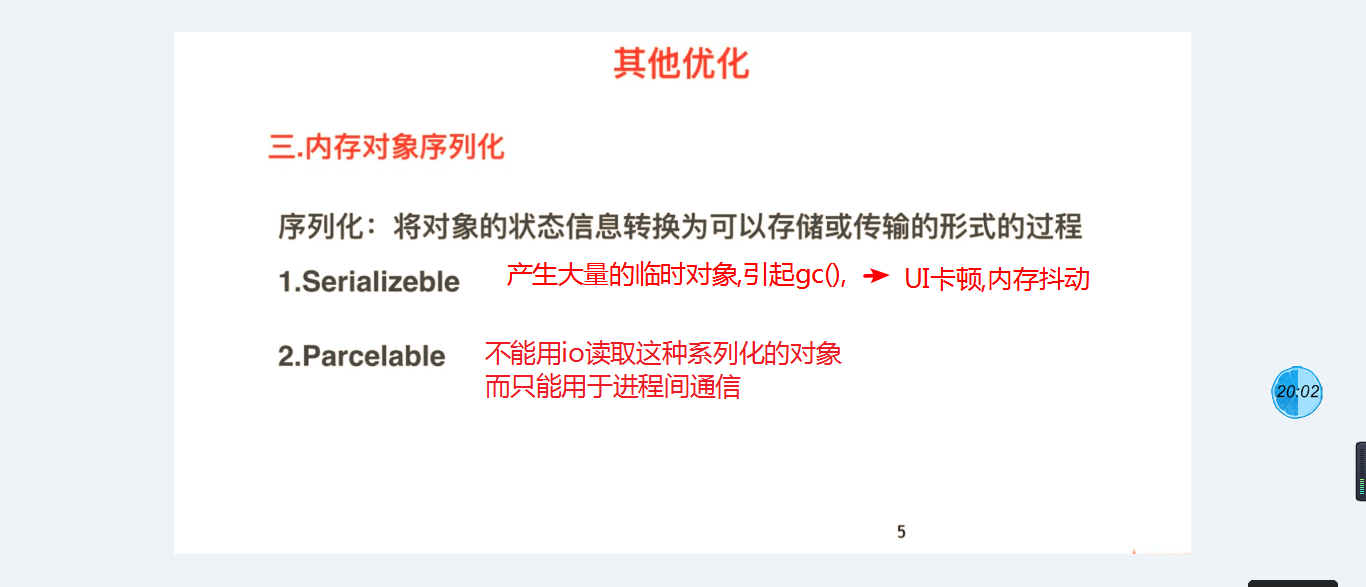 其他优化
三.内存对象序列化
序列化：将对象的状态信息转换为可以存储或传输的形式的过程
1.Serializeble 产生大量的临时对象,引起gc(), → UI卡顿,内存抖动
2.Parcelable 不能用io读取这种系列化的对象
而只能用于进程间通信
20:02
5